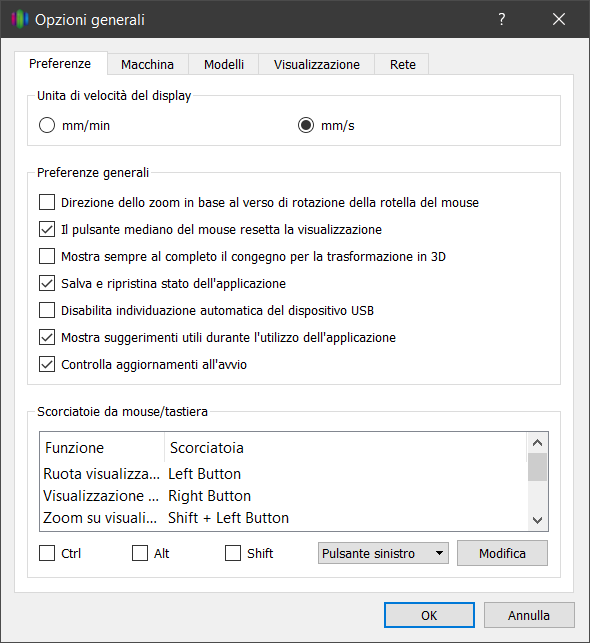 Opzioni generali
?
Preferenze Macchina Modelli Visualizzazione Rete
Unita di velocità del display
mm/min mm/s
Preferenze generali
Direzione dello zoom in base al verso di rotazione della rotella del mouse
Il pulsante mediano del mouse resetta la visualizzazione
Mostra sempre al completo il congegno per la trasformazione in 3D
Salva e ripristina stato dell'applicazione
Disabilita individuazione automatica del dispositivo USB
Mostra suggerimenti utili durante l'utilizzo dell'applicazione
Controlla aggiornamenti all'avvio
Scorciatoie da mouse/tastiera
Funzione Scorciatoia
Ruota visualizza... Left Button
Visualizzazione ... Right Button
Zoom su visuali... Shift + Left Button
Ctrl Alt Shift Pulsante sinistro Modifica
OK Annulla